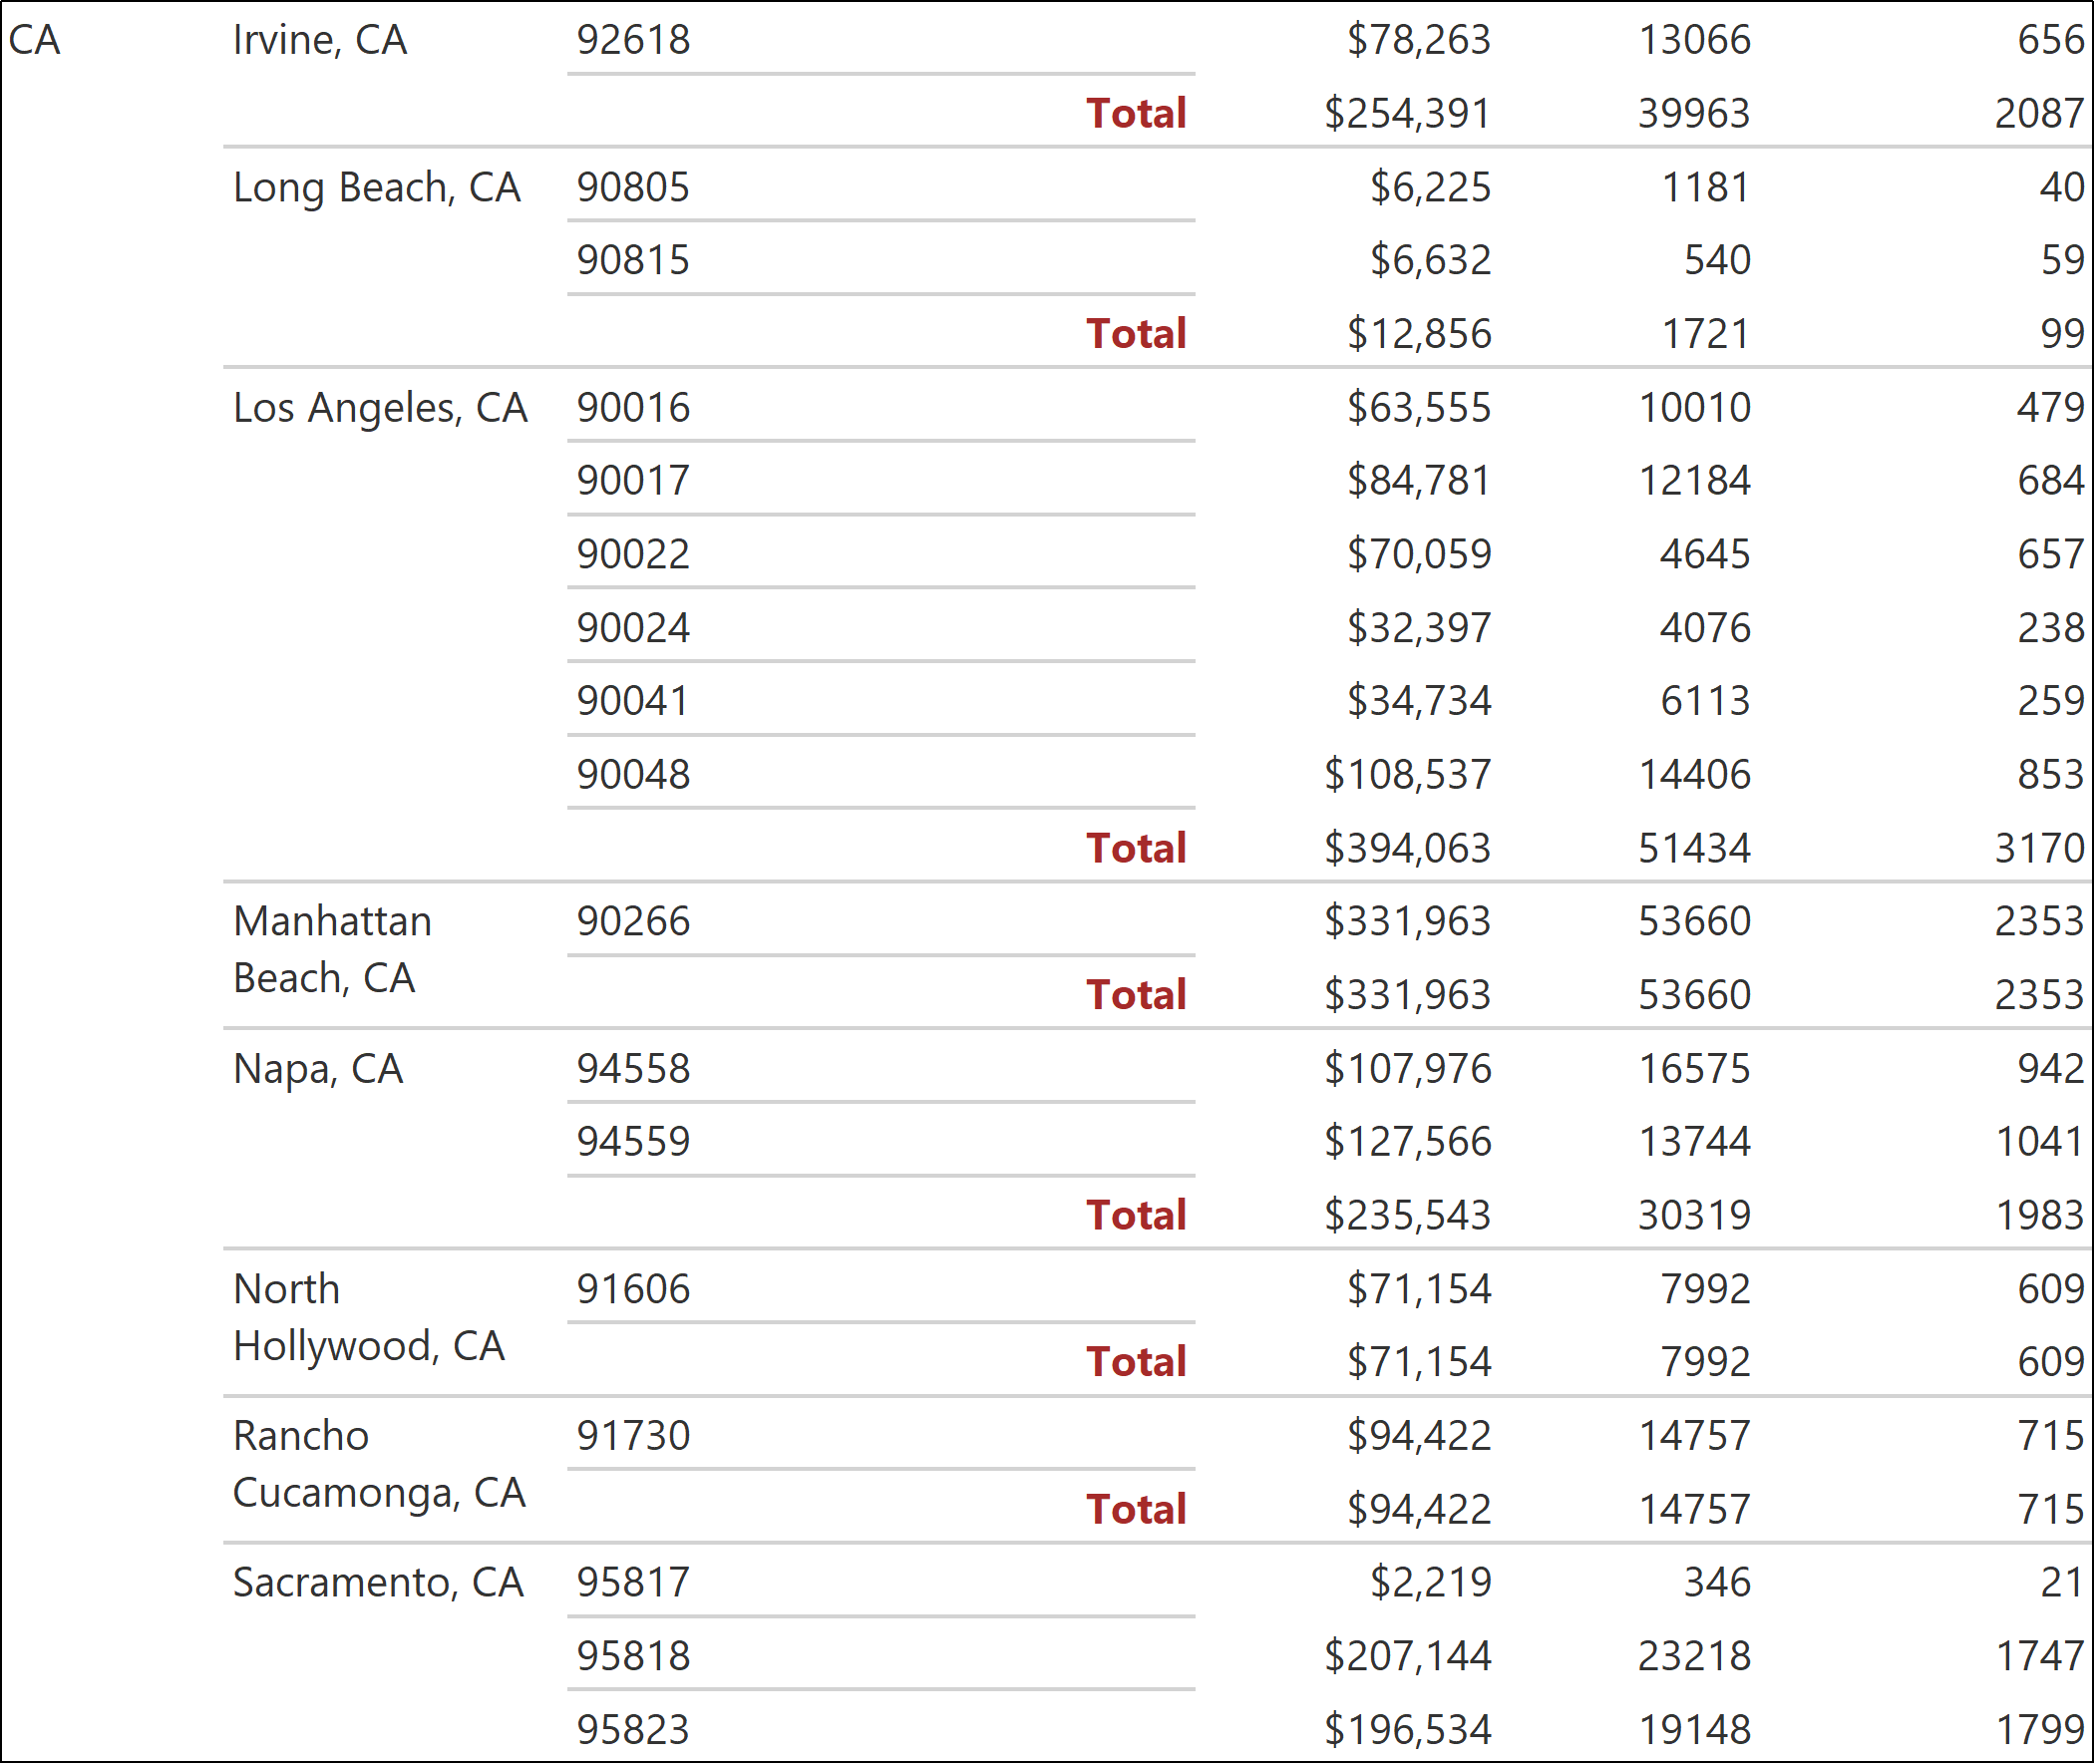 CA Irvine, CA 92618 $78,263 13066 656
Total $254,391 39963 2087
Long Beach, CA 90805 $6,225 1181 40
90815 $6,632 540 59
Total $12,856 1721 99
Los Angeles, CA 90016 $63,555 10010 479
90017 $84,781 12184 684
90022 $70,059 4645 657
90024 $32,397 4076 238
90041 $34,734 6113 259
90048 $108,537 14406 853
Total $394,063 51434 3170
Manhattan 90266 $331,963 53660 2353
Beach, CA
Total $331,963 53660 2353
Napa, CA 94558 $107,976 16575 942
94559 $127,566 13744 1041
Total $235,543 30319 1983
North 91606 $71,154 7992 609
Hollywood, CA
Total $71,154 7992 609
Rancho 91730 $94,422 14757 715
Cucamonga, CA
Total $94,422 14757 715
Sacramento, CA 95817 $2,219 346 21
95818 $207,144 23218 1747
95823 $196,534 19148 1799